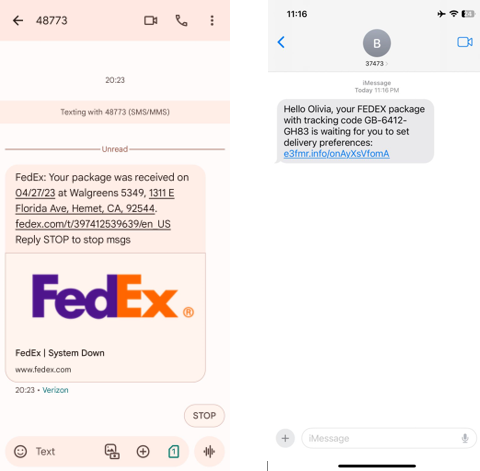 48773
20:23
Texting with 48773 (SMS/MMS)
Unread
FedEx: Your package was received on
04/27/23 at Walgreens 5349, 1311 E
Florida Ave, Hemet, CA, 92544.
fedex.com/t/397412539639/en_US
Reply STOP to stop msgs
FedEx®
FedEx | System Down
www.fedex.com
20:23 • Verizon
STOP
Text
1
11:16
B
37473
iMessage
Today 11:16 PM
Hello Olivia, your FEDEX package
with tracking code GB-6412-
GH83 is waiting for you to set
delivery preferences:
e3fmr.info/onAyXsVfomA
iMessage